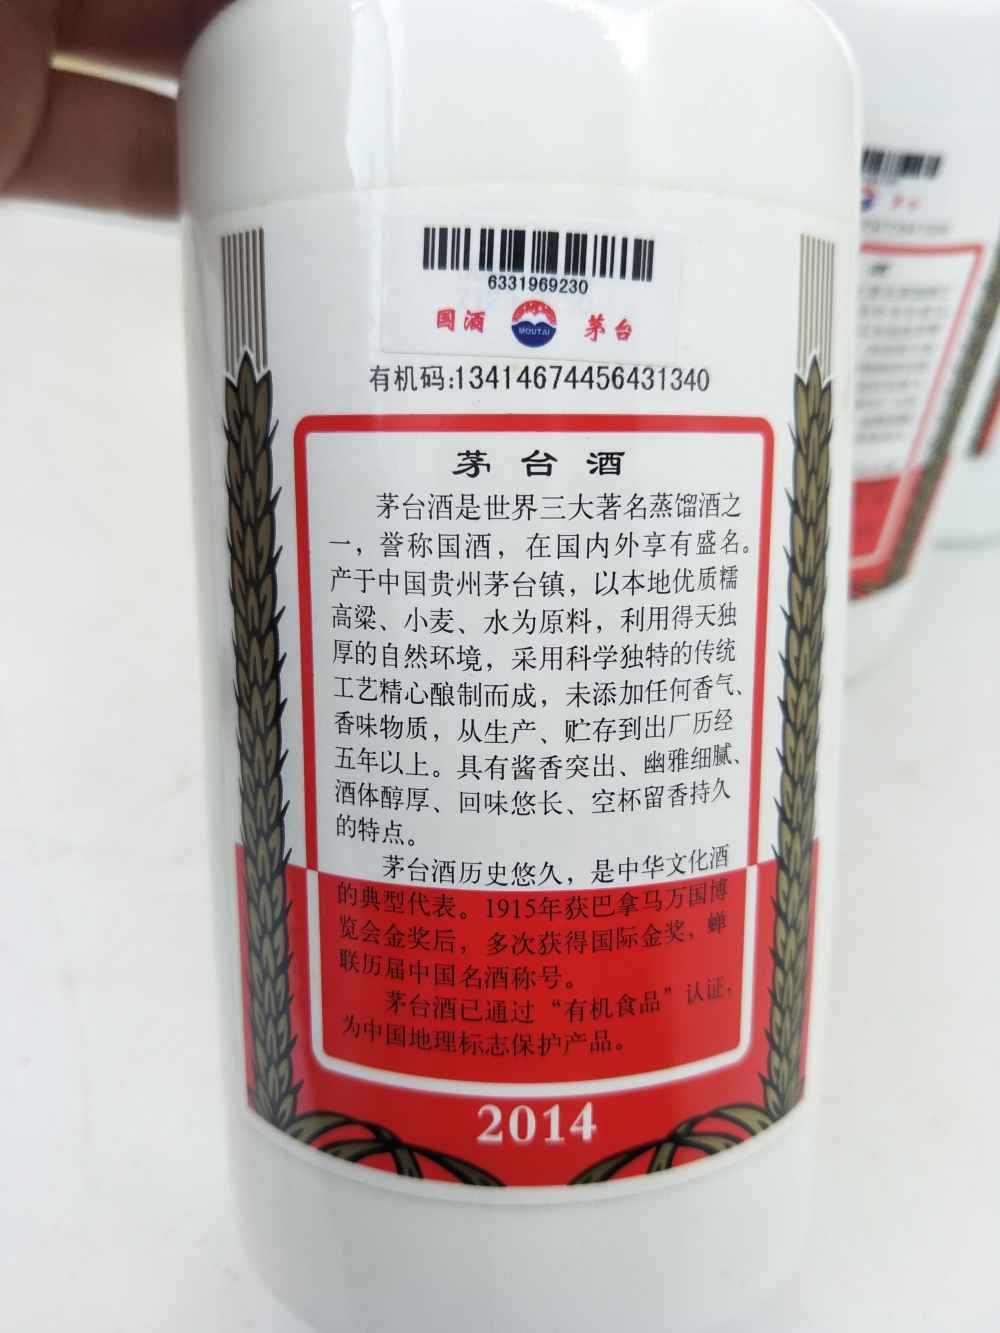 6331969230
国酒 MOUTAI 茅台
有机码:13414674456431340
茅台酒
茅台酒是世界三大著名蒸馏酒之
一，誉称国酒，在国内外享有盛名。
产于中国贵州茅台镇，以本地优质糯
高粱、小麦、水为原料，利用得天独
厚的自然环境，采用科学独特的传统
工艺精心酿制而成，未添加任何香气、
香味物质，从生产、贮存到出厂历经
五年以上。具有酱香突出、幽雅细腻、
酒体醇厚、回味悠长、空杯留香持久
的特点。
茅台酒历史悠久，是中华文化酒
的典型代表。1915年获巴拿马万国博
览会金奖后，多次获得国际金奖，蝉
联历届中国名酒称号。
茅台酒已通过“有机食品”认证，
为中国地理标志保护产品。
2014